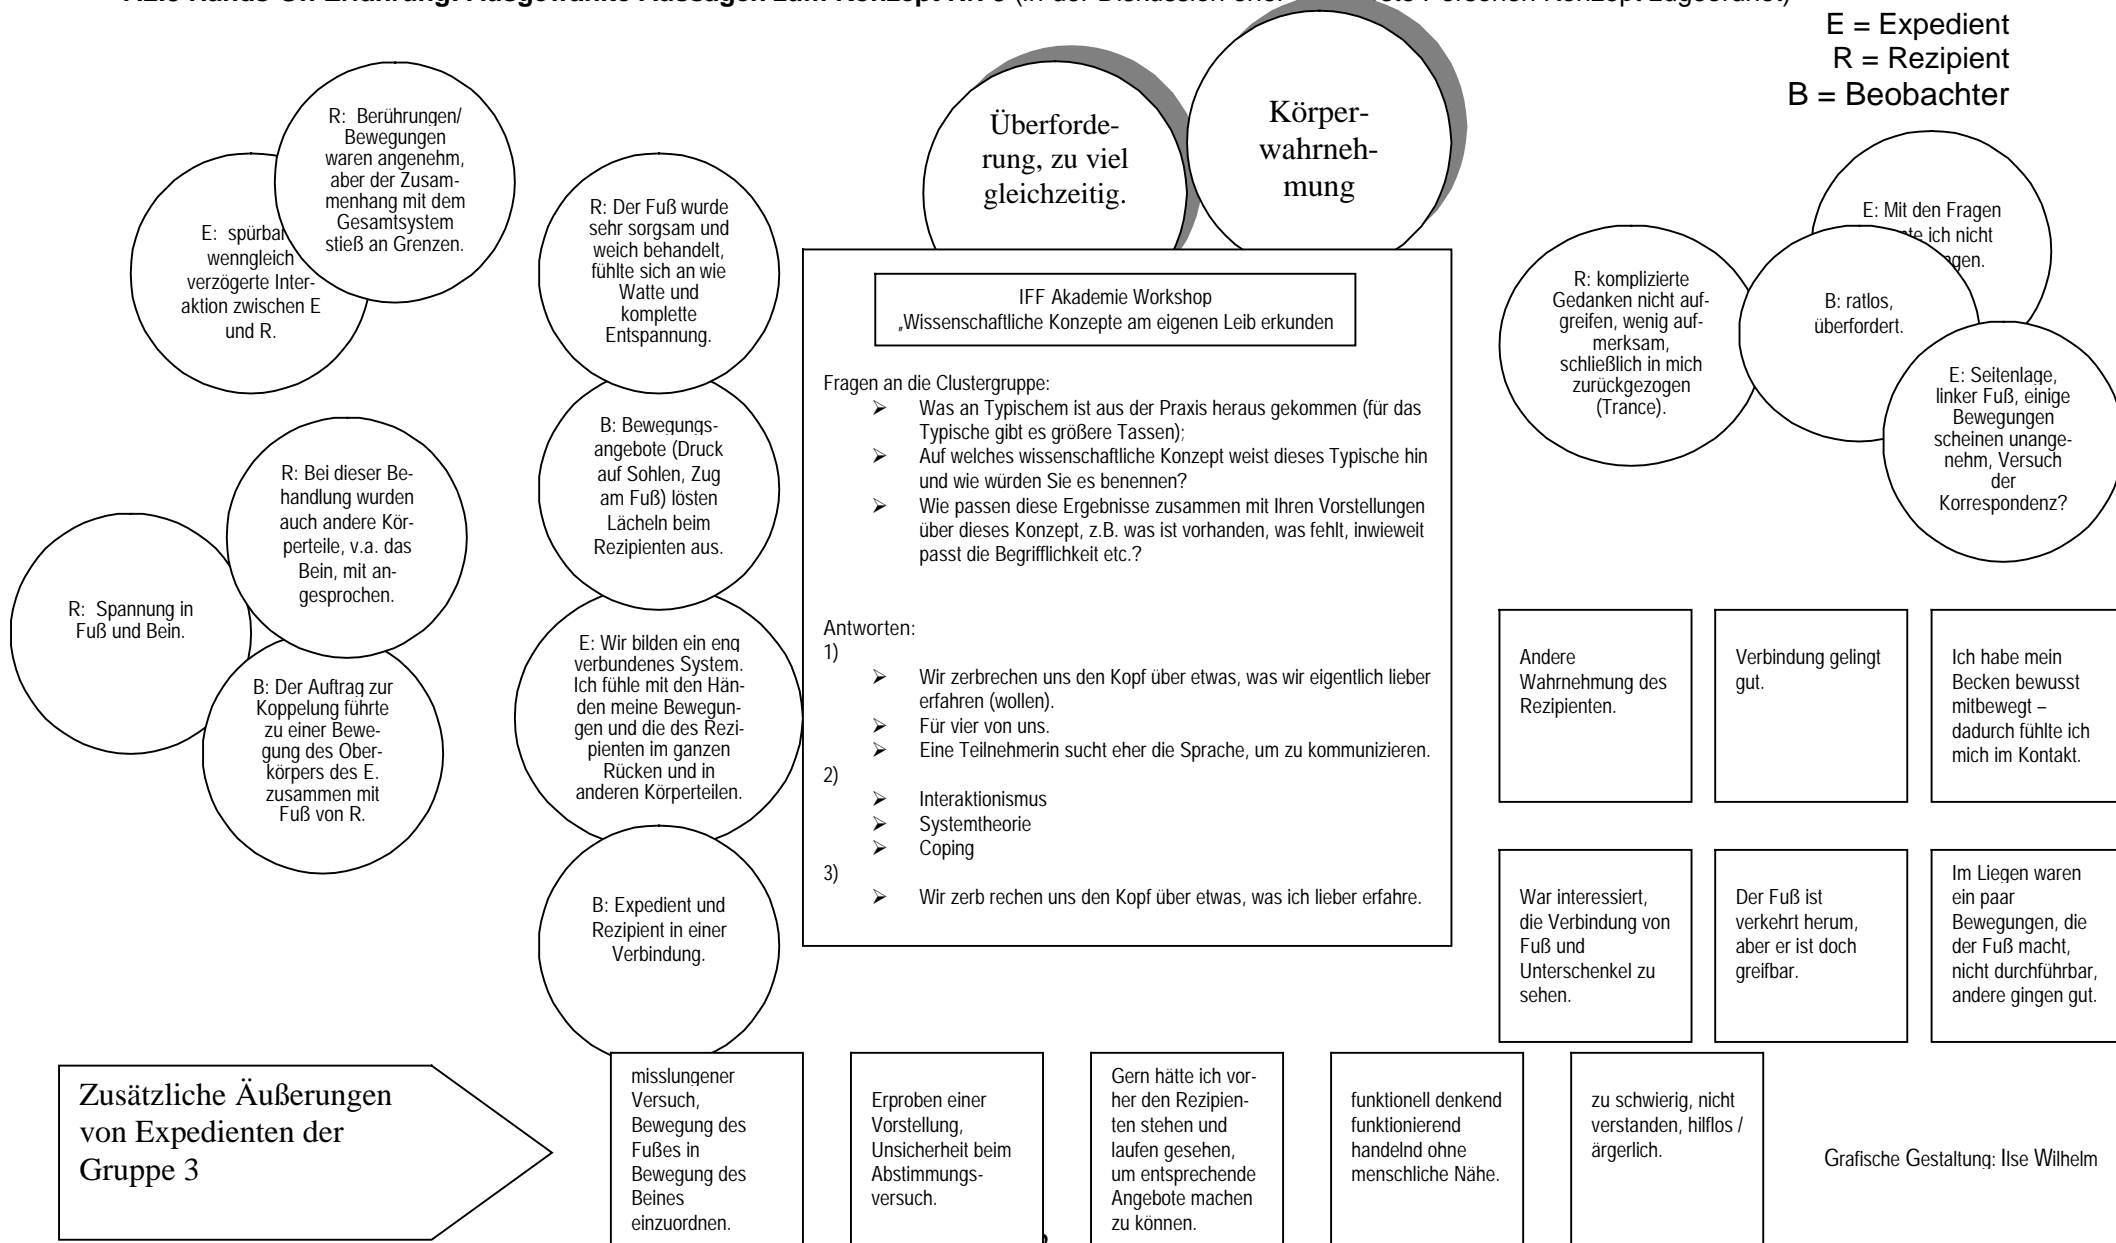 E = Expedient
R = Rezipient
B = Beobachter
R: Berührungen/
Bewegungen
waren angenehm,
aber der Zusam-
menhang mit dem
Gesamtsystem
stieß an Grenzen.
E: spürbar
wenngleich
verzögerte Inter-
aktion zwischen E
und R.
R: Der Fuß wurde
sehr sorgsam und
weich behandelt,
fühlte sich an wie
Watte und
komplette
Entspannung.
B: Bewegungs-
angebote (Druck
auf Sohlen, Zug
am Fuß) lösten
Lächeln beim
Rezipienten aus.
R: Bei dieser Be-
handlung wurden
auch andere Kör-
perteile, v.a. das
Bein, mit an-
gesprochen.
R: Spannung in
Fuß und Bein.
B: Der Auftrag zur
Koppelung führte
zu einer Bewe-
gung des Ober-
körpers des E.
zusammen mit
Fuß von R.
E: Wir bilden ein eng
verbundenes System.
Ich fühle mit den Hän-
den meine Bewegun-
gen und die des Rezi-
pienten im ganzen
Rücken und in
anderen Körperteilen.
B: Expedient und
Rezipient in einer
Verbindung.
Überforde-
rung, zu viel
gleichzeitig.
Körper-
wahrneh-
mung
IFF Akademie Workshop
„Wissenschaftliche Konzepte am eigenen Leib erkunden
Fragen an die Clustergruppe:
➢ Was an Typischem ist aus der Praxis heraus gekommen (für das
Typische gibt es größere Tassen);
➢ Auf welches wissenschaftliche Konzept weist dieses Typische hin
und wie würden Sie es benennen?
➢ Wie passen diese Ergebnisse zusammen mit Ihren Vorstellungen
über dieses Konzept, z.B. was ist vorhanden, was fehlt, inwieweit
passt die Begrifflichkeit etc.?
Antworten:
1)
➢ Wir zerbrechen uns den Kopf über etwas, was wir eigentlich lieber
erfahren (wollen).
➢ Für vier von uns.
➢ Eine Teilnehmerin sucht eher die Sprache, um zu kommunizieren.
2)
➢ Interaktionismus
➢ Systemtheorie
➢ Coping
3)
➢ Wir zerb rechen uns den Kopf über etwas, was ich lieber erfahre.
E: Mit den Fragen
ich nicht
R: komplizierte
Gedanken nicht auf-
greifen, wenig auf-
merksam,
schließlich in mich
zurückgezogen
(Trance).
B: ratlos,
überfordert.
E: Seitenlage,
linker Fuß, einige
Bewegungen
scheinen unange-
nehm, Versuch
der
Korrespondenz?
Andere
Wahrnehmung des
Rezipienten.
Verbindung gelingt
gut.
Ich habe mein
Becken bewusst
mitbewegt –
dadurch fühlte ich
mich im Kontakt.
War interessiert,
die Verbindung von
Fuß und
Unterschenkel zu
sehen.
Der Fuß ist
verkehrt herum,
aber er ist doch
greifbar.
Im Liegen waren
ein paar
Bewegungen, die
der Fuß macht,
nicht durchführbar,
andere gingen gut.
Zusätzliche Äußerungen
von Expedienten der
Gruppe 3
misslungener
Versuch,
Bewegung des
Fußes in
Bewegung des
Beines
einzuordnen.
Erproben einer
Vorstellung,
Unsicherheit beim
Abstimmungs-
versuch.
Gern hätte ich vor-
her den Rezipien-
ten stehen und
laufen gesehen,
um entsprechende
Angebote machen
zu können.
funktionell denkend
funktionierend
handelnd ohne
menschliche Nähe.
zu schwierig, nicht
verstanden, hilflos /
ärgerlich.
Grafische Gestaltung: Ilse Wilhelm